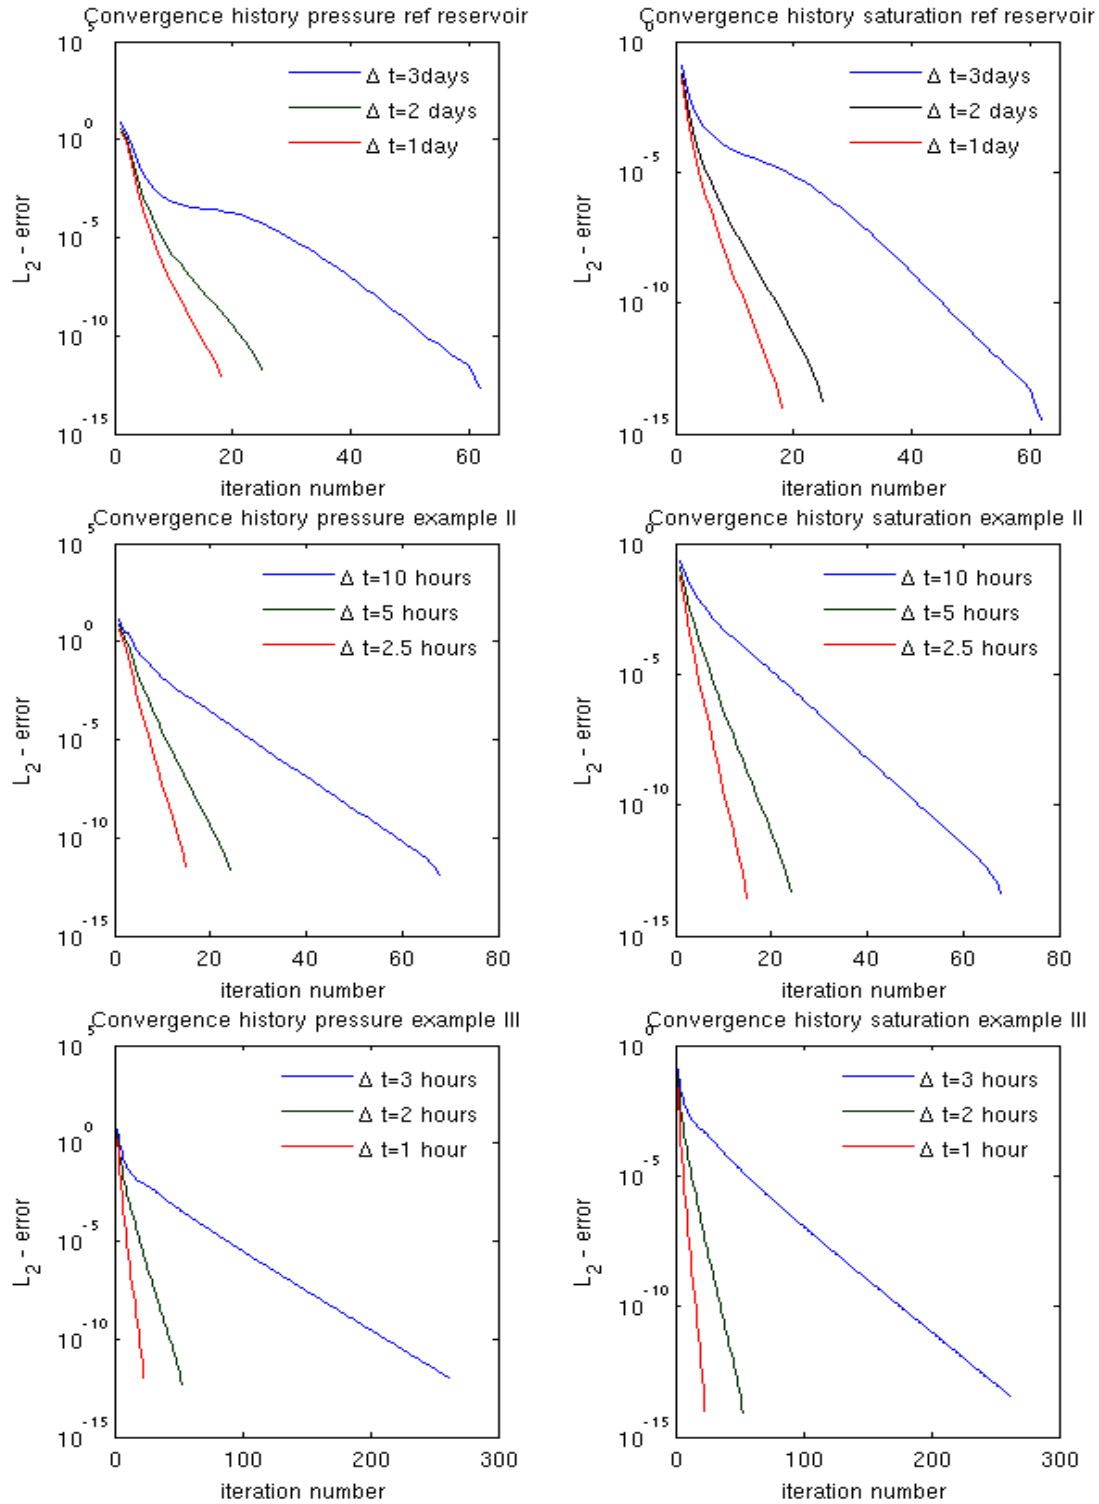 Convergence history pressure ref reservoir
10^5
10^0
10^-5
10^-10
10^-15
L_2 - error
Δ t=3days
Δ t=2 days
Δ t=1day
0 20 40 60
iteration number
Convergence history saturation ref reservoir
10^0
10^-5
10^-10
10^-15
L_2 - error
Δ t=3days
Δ t=2 days
Δ t=1day
0 20 40 60
iteration number
Convergence history pressure example II
10^5
10^0
10^-5
10^-10
10^-15
L_2 - error
Δ t=10 hours
Δ t=5 hours
Δ t=2.5 hours
0 20 40 60 80
iteration number
Convergence history saturation example II
10^0
10^-5
10^-10
10^-15
L_2 - error
Δ t=10 hours
Δ t=5 hours
Δ t=2.5 hours
0 20 40 60 80
iteration number
Convergence history pressure example III
10^5
10^0
10^-5
10^-10
10^-15
L_2 - error
Δ t=3 hours
Δ t=2 hours
Δ t=1 hour
0 100 200 300
iteration number
Convergence history saturation example III
10^0
10^-5
10^-10
10^-15
L_2 - error
Δ t=3 hours
Δ t=2 hours
Δ t=1 hour
0 100 200 300
iteration number